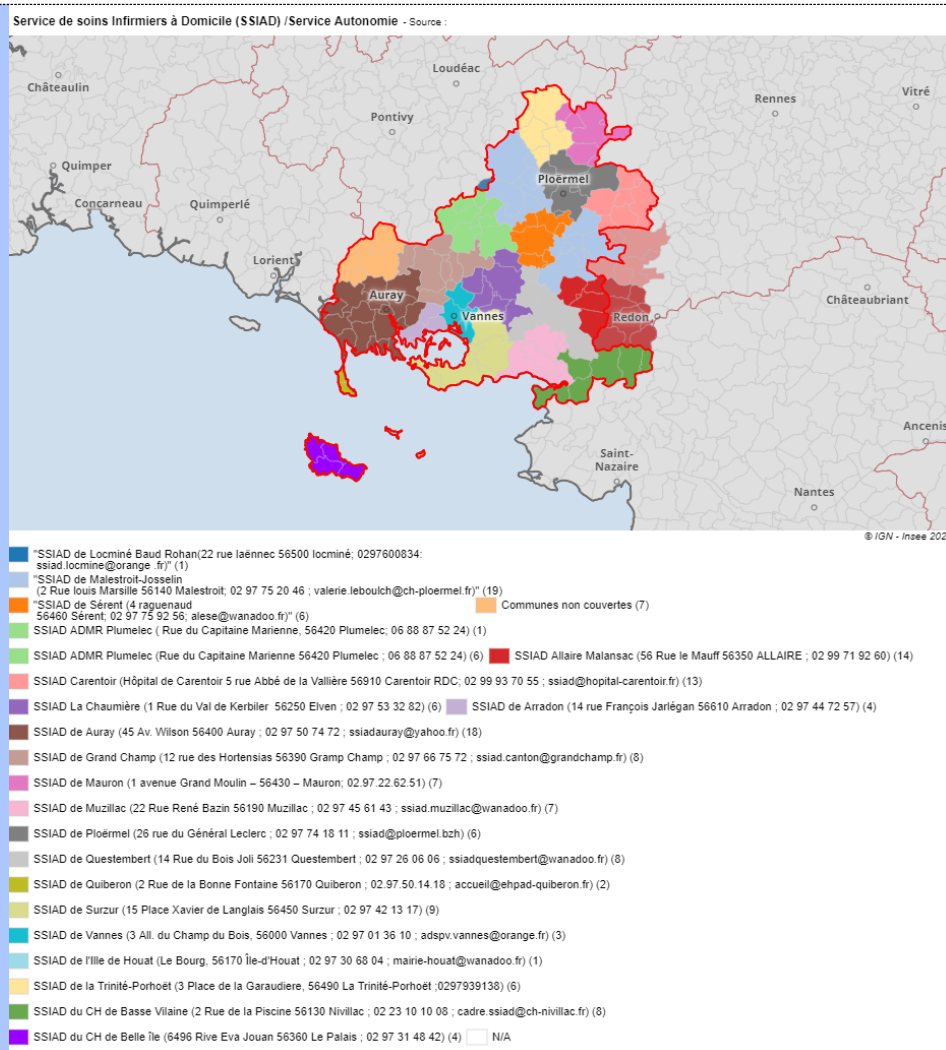 Service de soins Infirmiers à Domicile (SSIAD) /Service Autonomie - Source :
Loudéac
Châteaulin
Vitré
Rennes
Pontivy
Quimper
Ploërmel
Concarneau
Quimperlé
Lorient
Auray
Châteaubriant
Vannes
Redon
Ancenis
Saint-
Nazaire
Nantes
© IGN - Insee 202
"SSIAD de Locminé Baud Rohan(22 rue laënnec 56500 locminé; 0297600834:
ssiad.locmine@orange .fr)" (1)
"SSIAD de Malestroit-Josselin
(2 Rue louis Marsille 56140 Malestroit; 02 97 75 20 46 ; valerie.leboulch@ch-ploermel.fr)" (19)
"SSIAD de Sérent (4 raguenaud
56460 Sérent; 02 97 75 92 56; alese@wanadoo.fr)" (6)
Communes non couvertes (7)
SSIAD ADMR Plumelec ( Rue du Capitaine Marienne, 56420 Plumelec; 06 88 87 52 24) (1)
SSIAD ADMR Plumelec (Rue du Capitaine Marienne 56420 Plumelec ; 06 88 87 52 24) (6) SSIAD Allaire Malansac (56 Rue le Mauff 56350 ALLAIRE ; 02 99 71 92 60) (14)
SSIAD Carentoir (Hôpital de Carentoir 5 rue Abbé de la Vallière 56910 Carentoir RDC; 02 99 93 70 55 ; ssiad@hopital-carentoir.fr) (13)
SSIAD La Chaumière (1 Rue du Val de Kerbiler 56250 Elven ; 02 97 53 32 82) (6) SSIAD de Arradon (14 rue François Jarlégan 56610 Arradon ; 02 97 44 72 57) (4)
SSIAD de Auray (45 Av. Wilson 56400 Auray ; 02 97 50 74 72 ; ssiadauray@yahoo.fr) (18)
SSIAD de Grand Champ (12 rue des Hortensias 56390 Gramp Champ ; 02 97 66 75 72 ; ssiad.canton@grandchamp.fr) (8)
SSIAD de Mauron (1 avenue Grand Moulin – 56430 – Mauron; 02.97.22.62.51) (7)
SSIAD de Muzillac (22 Rue René Bazin 56190 Muzillac ; 02 97 45 61 43 ; ssiad.muzillac@wanadoo.fr) (7)
SSIAD de Ploërmel (26 rue du Général Leclerc ; 02 97 74 18 11 ; ssiad@ploermel.bzh) (6)
SSIAD de Questembert (14 Rue du Bois Joli 56231 Questembert ; 02 97 26 06 06 ; ssiadquestembert@wanadoo.fr) (8)
SSIAD de Quiberon (2 Rue de la Bonne Fontaine 56170 Quiberon ; 02.97.50.14.18 ; accueil@ehpad-quiberon.fr) (2)
SSIAD de Surzur (15 Place Xavier de Langlais 56450 Surzur ; 02 97 42 13 17) (9)
SSIAD de Vannes (3 All. du Champ du Bois, 56000 Vannes ; 02 97 01 36 10 ; adspv.vannes@orange.fr) (3)
SSIAD de l'Ille de Houat (Le Bourg, 56170 Île-d'Houat ; 02 97 30 68 04 ; mairie-houat@wanadoo.fr) (1)
SSIAD de la Trinité-Porhoët (3 Place de la Garaudiere, 56490 La Trinité-Porhoët ;0297939138) (6)
SSIAD du CH de Basse Vilaine (2 Rue de la Piscine 56130 Nivillac ; 02 23 10 10 08 ; cadre.ssiad@ch-nivillac.fr) (8)
SSIAD du CH de Belle île (6496 Rive Eva Jouan 56360 Le Palais ; 02 97 31 48 42) (4) N/A